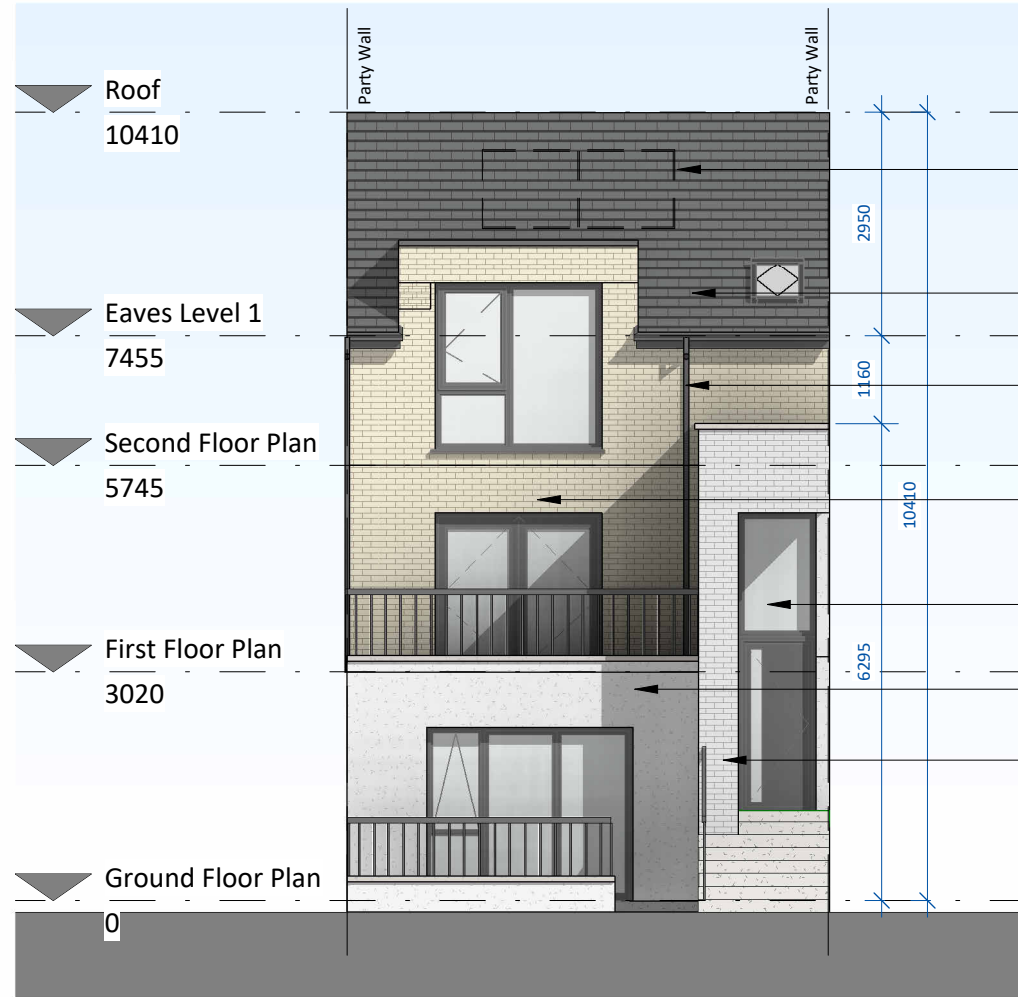 Party Wall
Party Wall
Roof
10410
2950
Eaves Level 1
7455
1160
Second Floor Plan
5745
10410
First Floor Plan
3020
6295
Ground Floor Plan
0